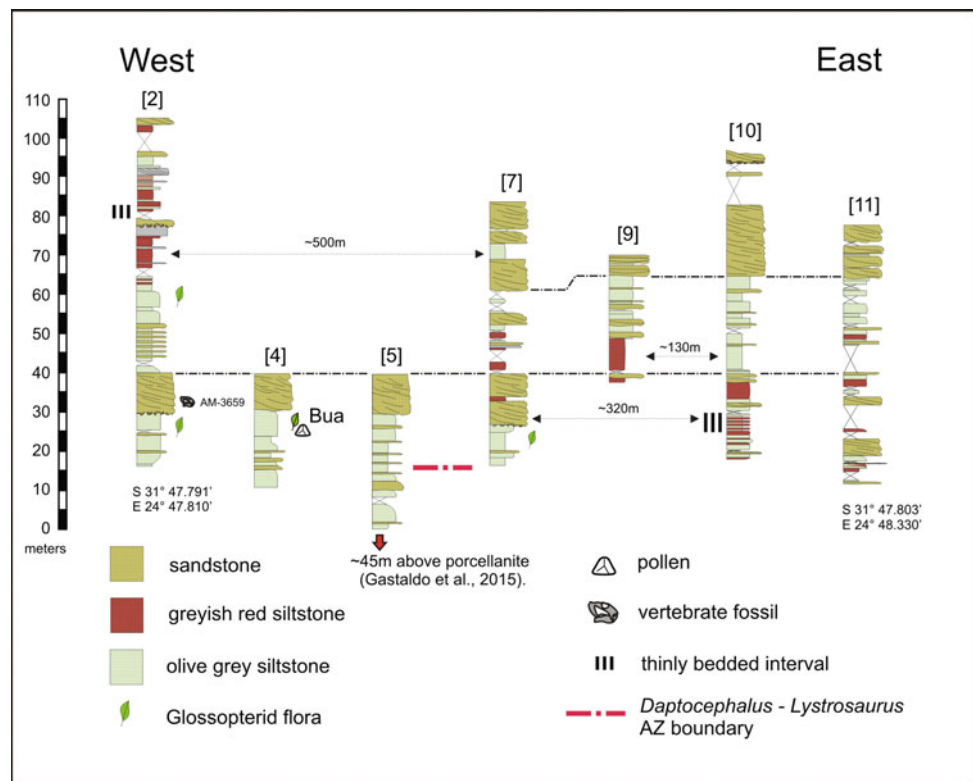 West
East
110
100
90
80
70
60
50
40
30
20
10
0
meters
[2]
[4]
[5]
[7]
[9]
[10]
[11]
~500m
~130m
~320m
AM-3659
Bua
S 31° 47.791'
E 24° 47.810'
S 31° 47.803'
E 24° 48.330'
~45m above porcellanite
(Gastaldo et al., 2015).
sandstone
greyish red siltstone
olive grey siltstone
Glossopterid flora
pollen
vertebrate fossil
thinly bedded interval
Daptocephalus - Lystrosaurus
AZ boundary